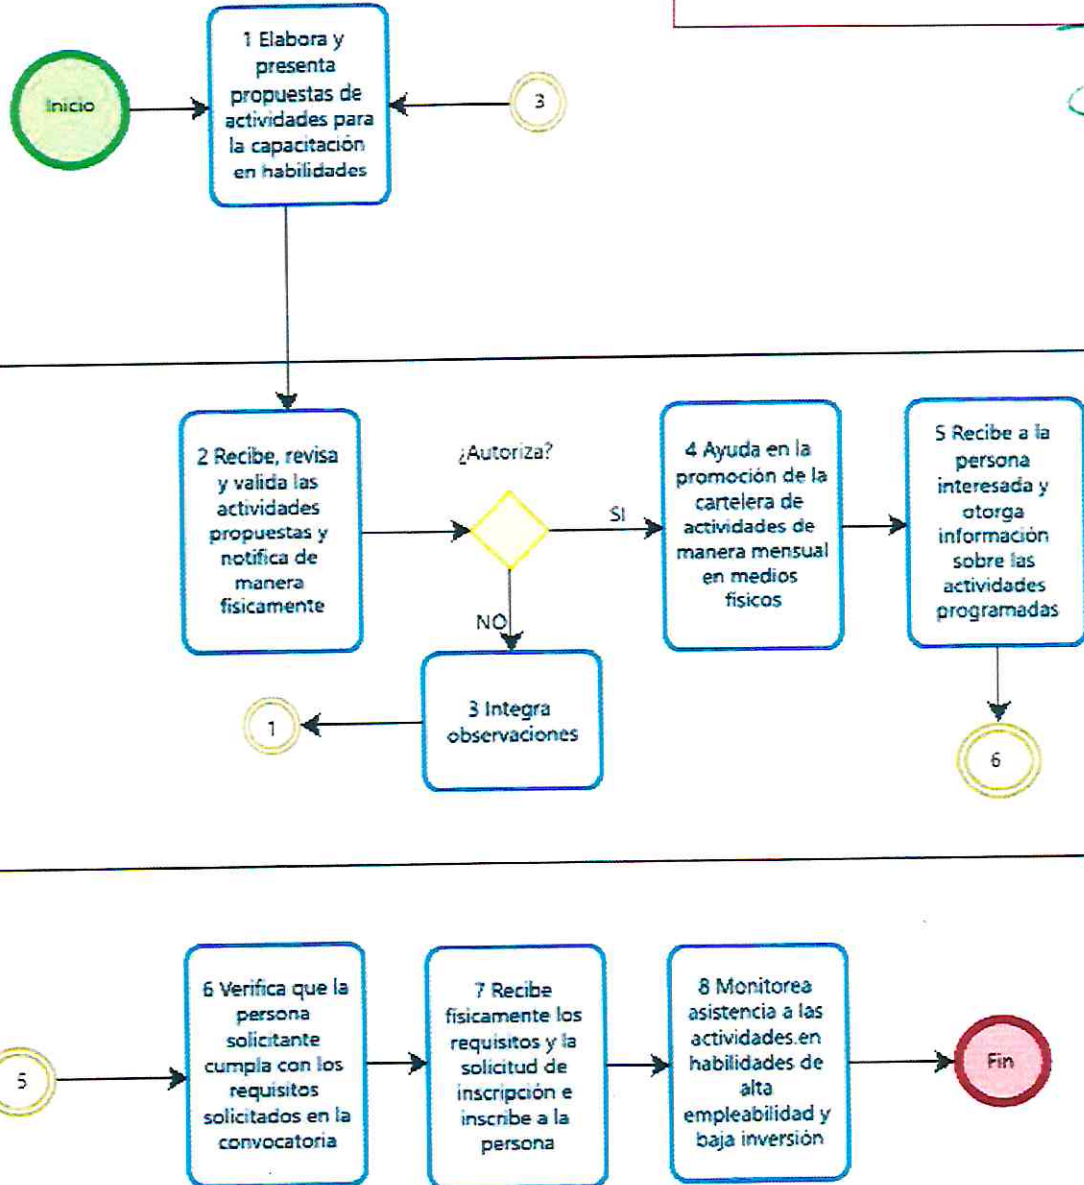 Inicio
1 Elabora y
presenta
propuestas de
actividades para
la capacitación
en habilidades
3
2 Recibe, revisa
y valida las
actividades
propuestas y
notifica de
manera
fisicamente
¿Autoriza?
SI
NO
3 Integra
observaciones
1
4 Ayuda en la
promoción de la
cartelera de
actividades de
manera mensual
en medios
físicos
5 Recibe a la
persona
interesada y
otorga
información
sobre las
actividades
programadas
6
5
6 Verifica que la
persona
solicitante
cumpla con los
requisitos
solicitados en la
convocatoria
7 Recibe
físicamente los
requisitos y la
solicitud de
inscripción e
inscribe a la
persona
8 Monitorea
asistencia a las
actividades.en
habilidades de
alta
empleabilidad y
baja inversión
Fin